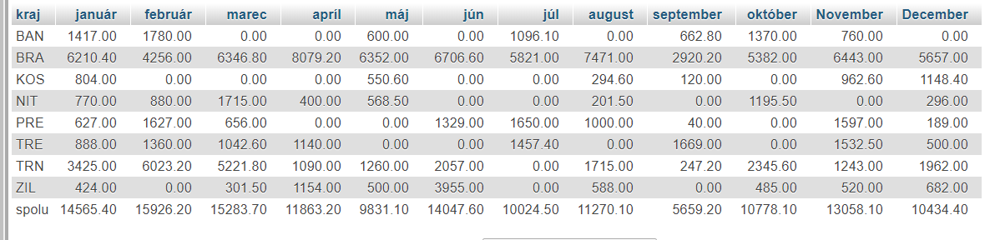 kraj január február marec apríl máj jún júl august september október November December
BAN 1417.00 1780.00 0.00 0.00 600.00 0.00 1096.10 0.00 662.80 1370.00 760.00 0.00
BRA 6210.40 4256.00 6346.80 8079.20 6352.00 6706.60 5821.00 7471.00 2920.20 5382.00 6443.00 5657.00
KOS 804.00 0.00 0.00 0.00 550.60 0.00 0.00 294.60 120.00 0.00 962.60 1148.40
NIT 770.00 880.00 1715.00 400.00 568.50 0.00 0.00 201.50 0.00 1195.50 0.00 296.00
PRE 627.00 1627.00 656.00 0.00 0.00 1329.00 1650.00 1000.00 40.00 0.00 1597.00 189.00
TRE 888.00 1360.00 1042.60 1140.00 0.00 0.00 1457.40 0.00 1669.00 0.00 1532.50 500.00
TRN 3425.00 6023.20 5221.80 1090.00 1260.00 2057.00 0.00 1715.00 247.20 2345.60 1243.00 1962.00
ZIL 424.00 0.00 301.50 1154.00 500.00 3955.00 0.00 588.00 0.00 485.00 520.00 682.00
spolu 14565.40 15926.20 15283.70 11863.20 9831.10 14047.60 10024.50 11270.10 5659.20 10778.10 13058.10 10434.40